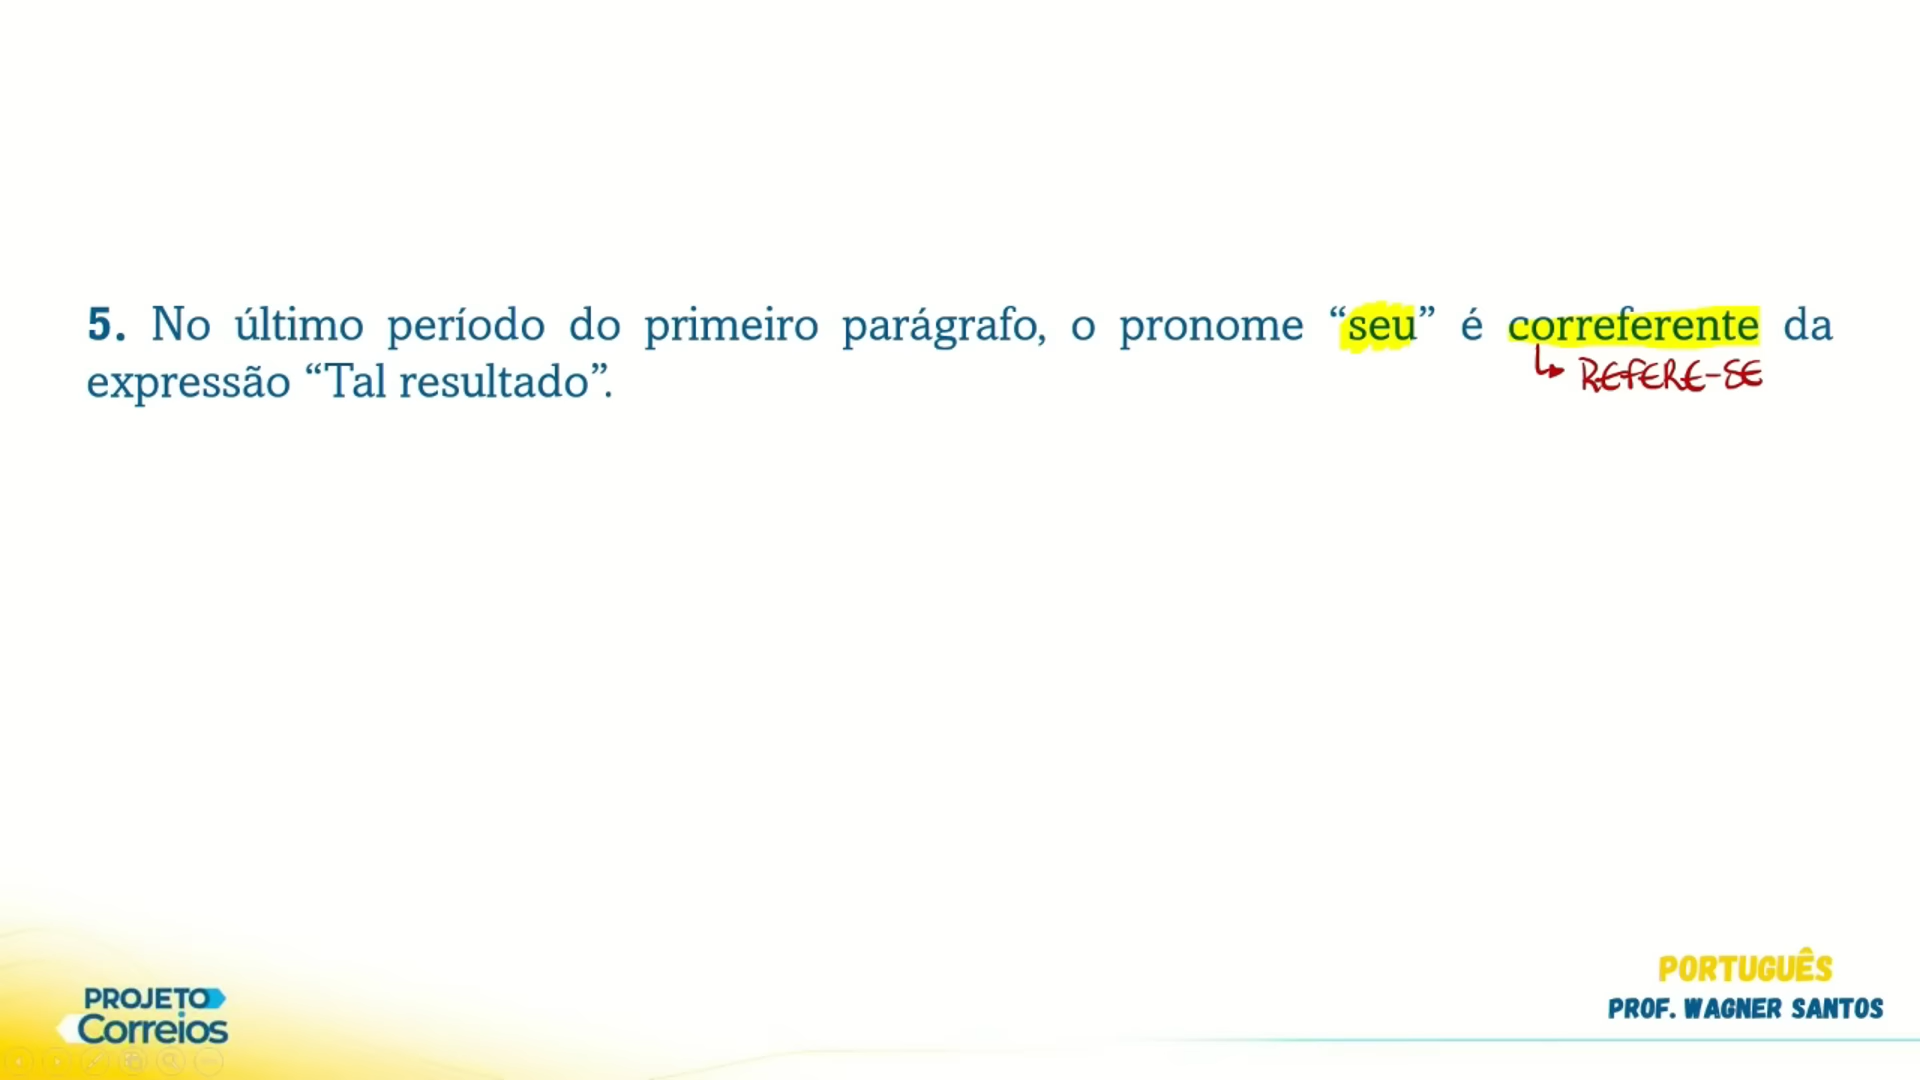 5. No último período do primeiro parágrafo, o pronome “seu” é correferente da
expressão “Tal resultado”.
REFERE-SE
PORTUGUÊS
PROF. WAGNER SANTOS
PROJETO
Correios